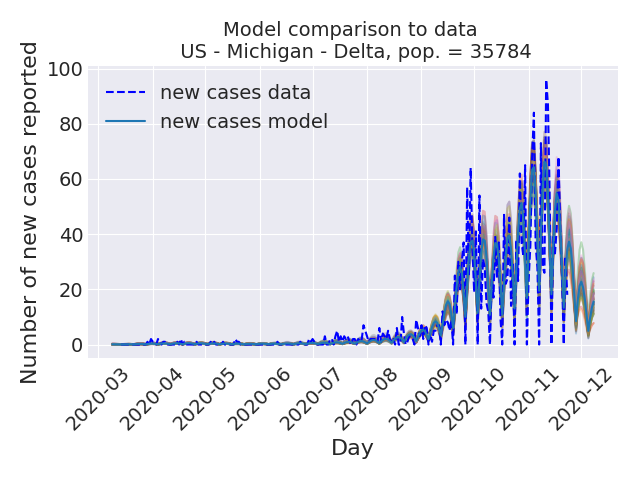 Model comparison to data
US - Michigan - Delta, pop. = 35784
Number of new cases reported
100
80
60
40
20
0
new cases data
new cases model
2020-03
2020-04
2020-05
2020-06
2020-07
2020-08
2020-09
2020-10
2020-11
2020-12
Day